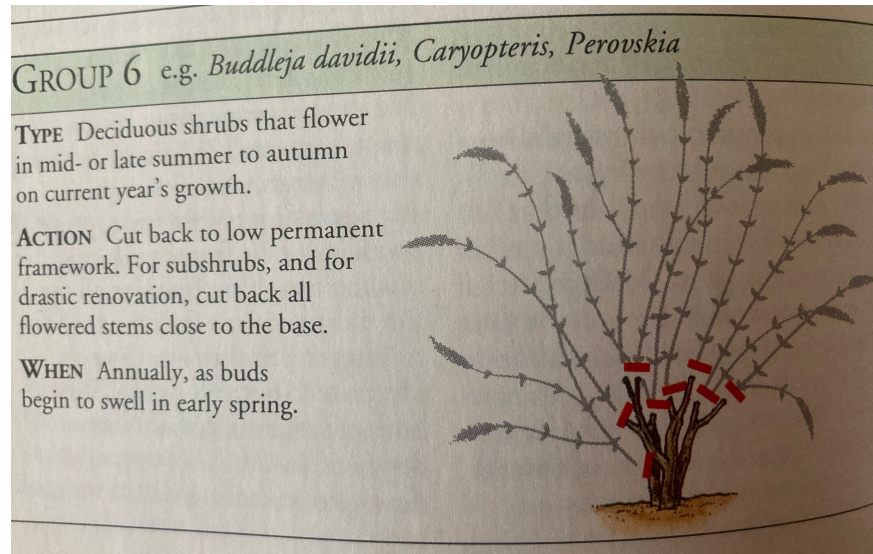 GROUP 6 e.g. Buddleja davidii, Caryopteris, Perovskia
TYPE Deciduous shrubs that flower
in mid- or late summer to autumn
on current year's growth.
ACTION Cut back to low permanent
framework. For subshrubs, and for
drastic renovation, cut back all
flowered stems close to the base.
WHEN Annually, as buds
begin to swell in early spring.